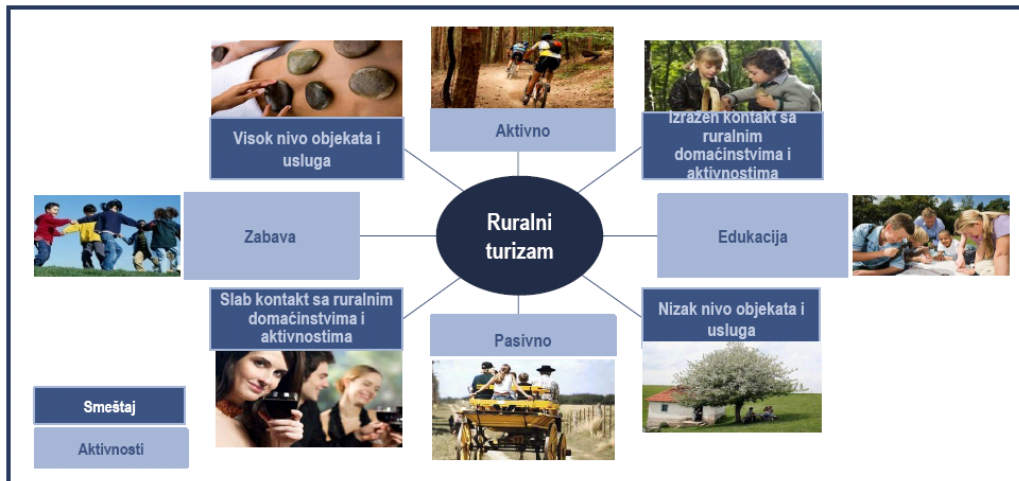 Aktivno
Visok nivo objekata i
usluga
Izražen kontakt sa
ruralnim
domaćinstvima i
aktivnostima
Zabava
Ruralni
turizam
Edukacija
Slab kontakt sa ruralnim
domaćinstvima i
aktivnostima
Pasivno
Nizak nivo objekata i
usluga
Smeštaj
Aktivnosti